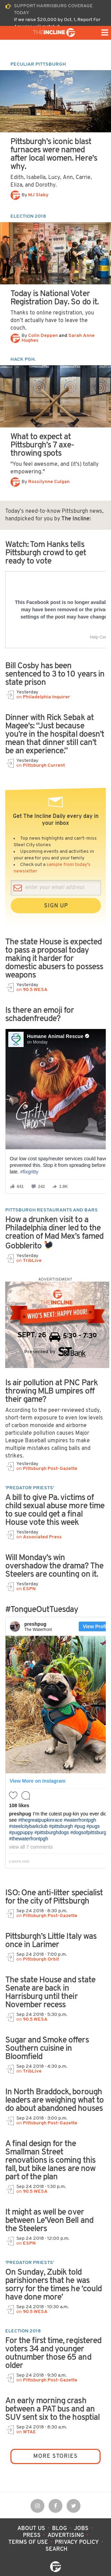 SUPPORT HARRISBURG COVERAGE
TODAY
If we raise $20,000 by Oct. 1, Report For
THE INCLINE
PECULIAR PITTSBURGH
Pittsburgh's iconic blast
furnaces were named
after local women. Here's
why.
Edith, Isabella, Lucy, Ann, Carrie,
Eliza, and Dorothy.
By MJ Slaby
ELECTION 2018
Today is National Voter
Registration Day. So do it.
Thanks to online registration, you
don't actually have to leave the
couch.
By Colin Deppen and Sarah Anne
Hughes
HACK PGH
What to expect at
Pittsburgh's 7 axe-
throwing spots
"You feel awesome, and (it's) totally
empowering."
By Rossilynne Culgan
Today's need-to-know Pittsburgh news,
handpicked for you by The Incline:
Watch: Tom Hanks tells
Pittsburgh crowd to get
ready to vote
This Facebook post is no longer availabl
may have been removed or the priva
settings of the post may have change
Help Cen
Bill Cosby has been
sentenced to 3 to 10 years in
state prison
Yesterday
on Philadelphia Inquirer
Dinner with Rick Sebak at
Magee's: “Just because
you're in the hospital doesn't
mean that dinner still can't
be an experience.”
Yesterday
on Pittsburgh Current
Get The Incline Daily every day in
your inbox
• Top news highlights and can't-miss
Steel City stories
• Upcoming events and activities in
your area for you and your family
• Check out a sample from today's
newsletter
enter your email address
SIGN UP
The state House is expected
to pass a proposal today
making it harder for
domestic abusers to possess
weapons
Yesterday
on 90.5 WESA
Is there an emoji for
schadenfreude?
Humane Animal Rescue
on Monday
Gritty
Our low cost spay/neuter services could have
prevented this. Stop it from spreading before
late. #fixgritty
841
242
1.8K
PITTSBURGH RESTAURANTS AND BARS
How a drunken visit to a
Philadelphia diner led to the
creation of Mad Mex's famed
Gobblerito
Yesterday
on TribLive
ADVERTISEMENT
THE INCLINE
WHO'S NEXT HAPPY HOUR!
SEPT. 26 5:30 - 7:30
Presented by S&T Bank
Is air pollution at PNC Park
throwing MLB umpires off
their game?
According to the peer-reviewed study,
short-term exposure to even
moderate levels of air and
particulate pollution cause Major
League Baseball umpires to make
multiple mistakes calling balls and
strikes.
Yesterday
on Pittsburgh Post-Gazette
'PREDATOR PRIESTS'
A bill to give Pa. victims of
child sexual abuse more time
to sue could get a final
House vote this week
Yesterday
on Associated Press
Will Monday's win
overshadow the drama? The
Steelers are counting on it.
Yesterday
on ESPN
#TongueOutTuesday
preshpug
The Waterfront
View Profi
View More on Instagram
108 likes
preshpug I'm the cutest pug-kin you ever did
see! #thegreatpugpkinrace #waterfrontpgh
#steelcitybarkclub #pittsburgh #pug #pugs
#puguppy #pittsburghdogs #dogsofpittsburgh
#thewaterfrontpgh
view all 7 comments
ISO: One anti-litter specialist
for the city of Pittsburgh
Sep 24 2018 · 8:30 p.m.
on Pittsburgh Post-Gazette
Pittsburgh's Little Italy was
once in Larimer
Sep 24 2018 · 7:00 p.m.
on Pittsburgh Orbit
The state House and state
Senate are back in
Harrisburg until their
November recess
Sep 24 2018 · 5:30 p.m.
on 90.5 WESA
Sugar and Smoke offers
Southern cuisine in
Bloomfield
Sep 24 2018 · 4:30 p.m.
on TribLive
In North Braddock, borough
leaders are weighing what to
do about abandoned houses
Sep 24 2018 · 3:00 p.m.
on Pittsburgh Post-Gazette
A final design for the
Smallman Street
renovations is coming this
fall, but bike lanes are now
part of the plan
Sep 24 2018 · 1:30 p.m.
on 90.5 WESA
It might as well be over
between Le'Veon Bell and
the Steelers
Sep 24 2018 · 12:00 p.m.
on ESPN
'PREDATOR PRIESTS'
On Sunday, Zubik told
parishioners that he was
sorry for the times he 'could
have done more'
Sep 24 2018 · 10:30 a.m.
on 90.5 WESA
ELECTION 2018
For the first time, registered
voters 34 and younger
outnumber those 65 and
older
Sep 24 2018 · 9:30 a.m.
on Pittsburgh Post-Gazette
An early morning crash
between a PAT bus and an
SUV sent six to the hospital
Sep 24 2018 · 8:30 a.m.
on WTAE
MORE STORIES
ABOUT US BLOG JOBS
PRESS ADVERTISING
TERMS OF USE PRIVACY POLICY
SEARCH